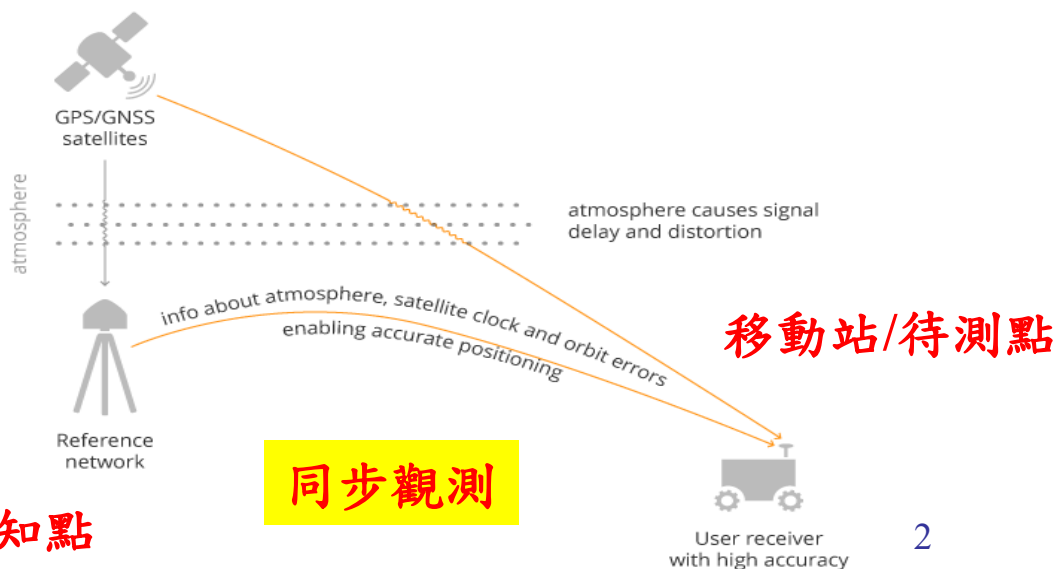 GPS/GNSS
satellites
atmosphere
atmosphere causes signal
delay and distortion
info about atmosphere, satellite clock and orbit errors
enabling accurate positioning
移動站/待測點
Reference
network
同步觀測
知點
User receiver
with high accuracy
2